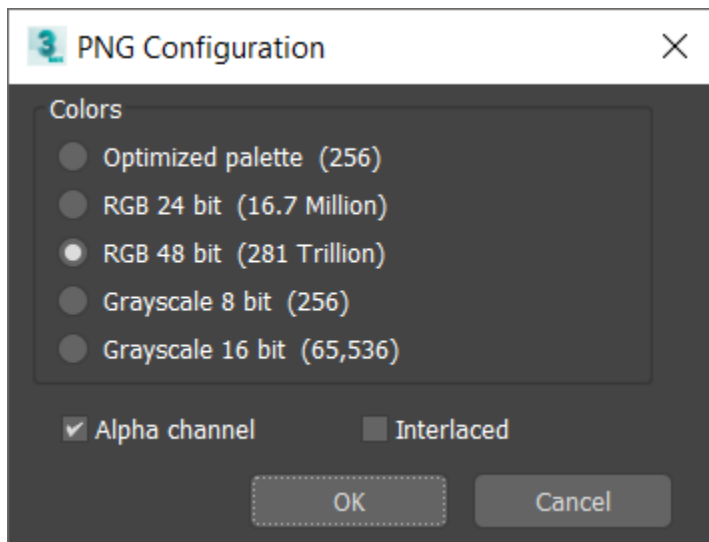 PNG Configuration
Colors
Optimized palette (256)
RGB 24 bit (16.7 Million)
RGB 48 bit (281 Trillion)
Grayscale 8 bit (256)
Grayscale 16 bit (65,536)
Alpha channel Interlaced
OK Cancel